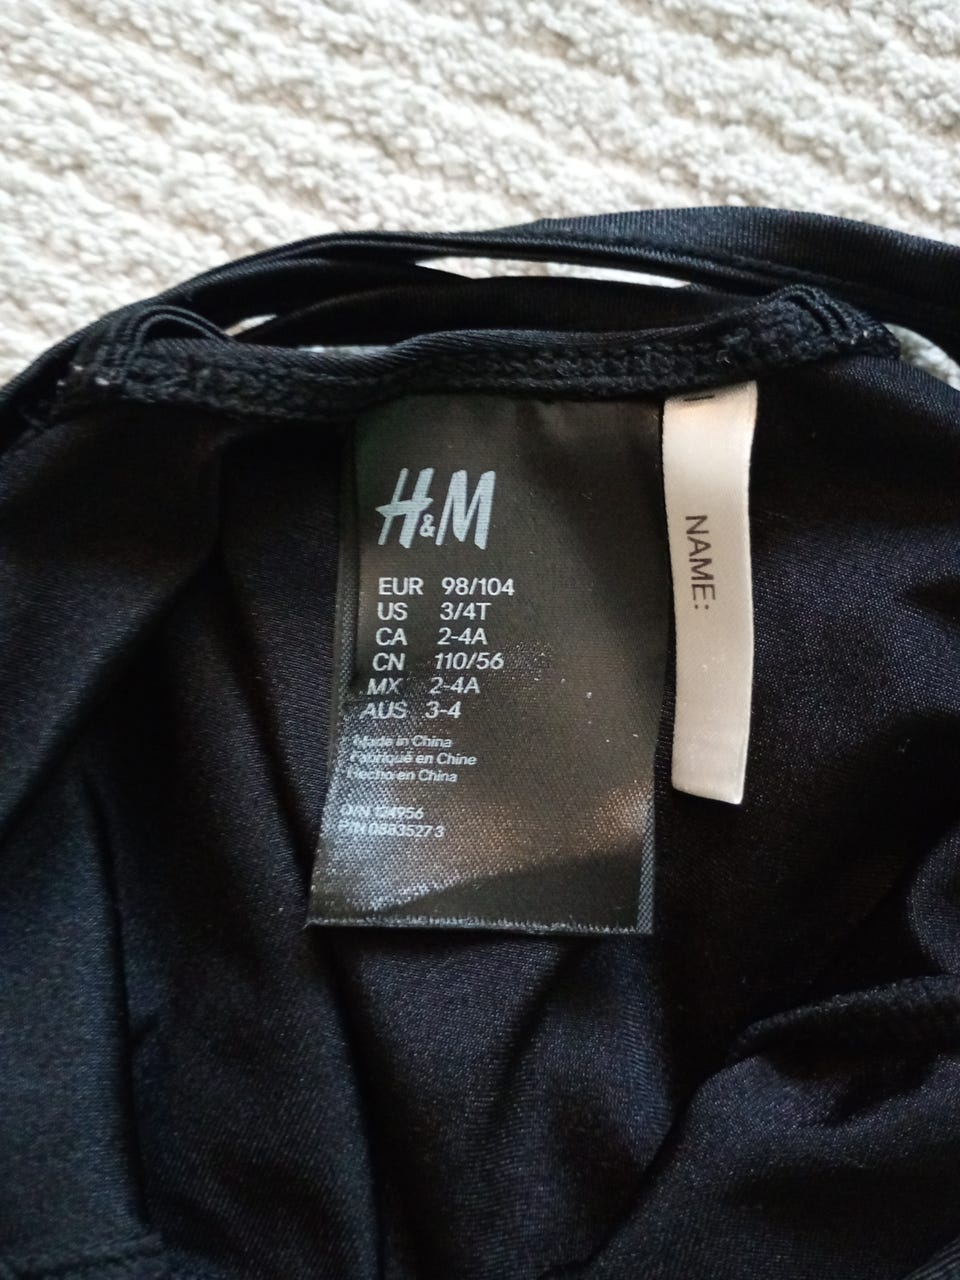 H&M
EUR 98/104
US 3/4T
CA 2-4A
CN 110/56
MX 2-4A
AUS 3-4
Made in China
Fabriqué en Chine
Hecho en China
NAME: